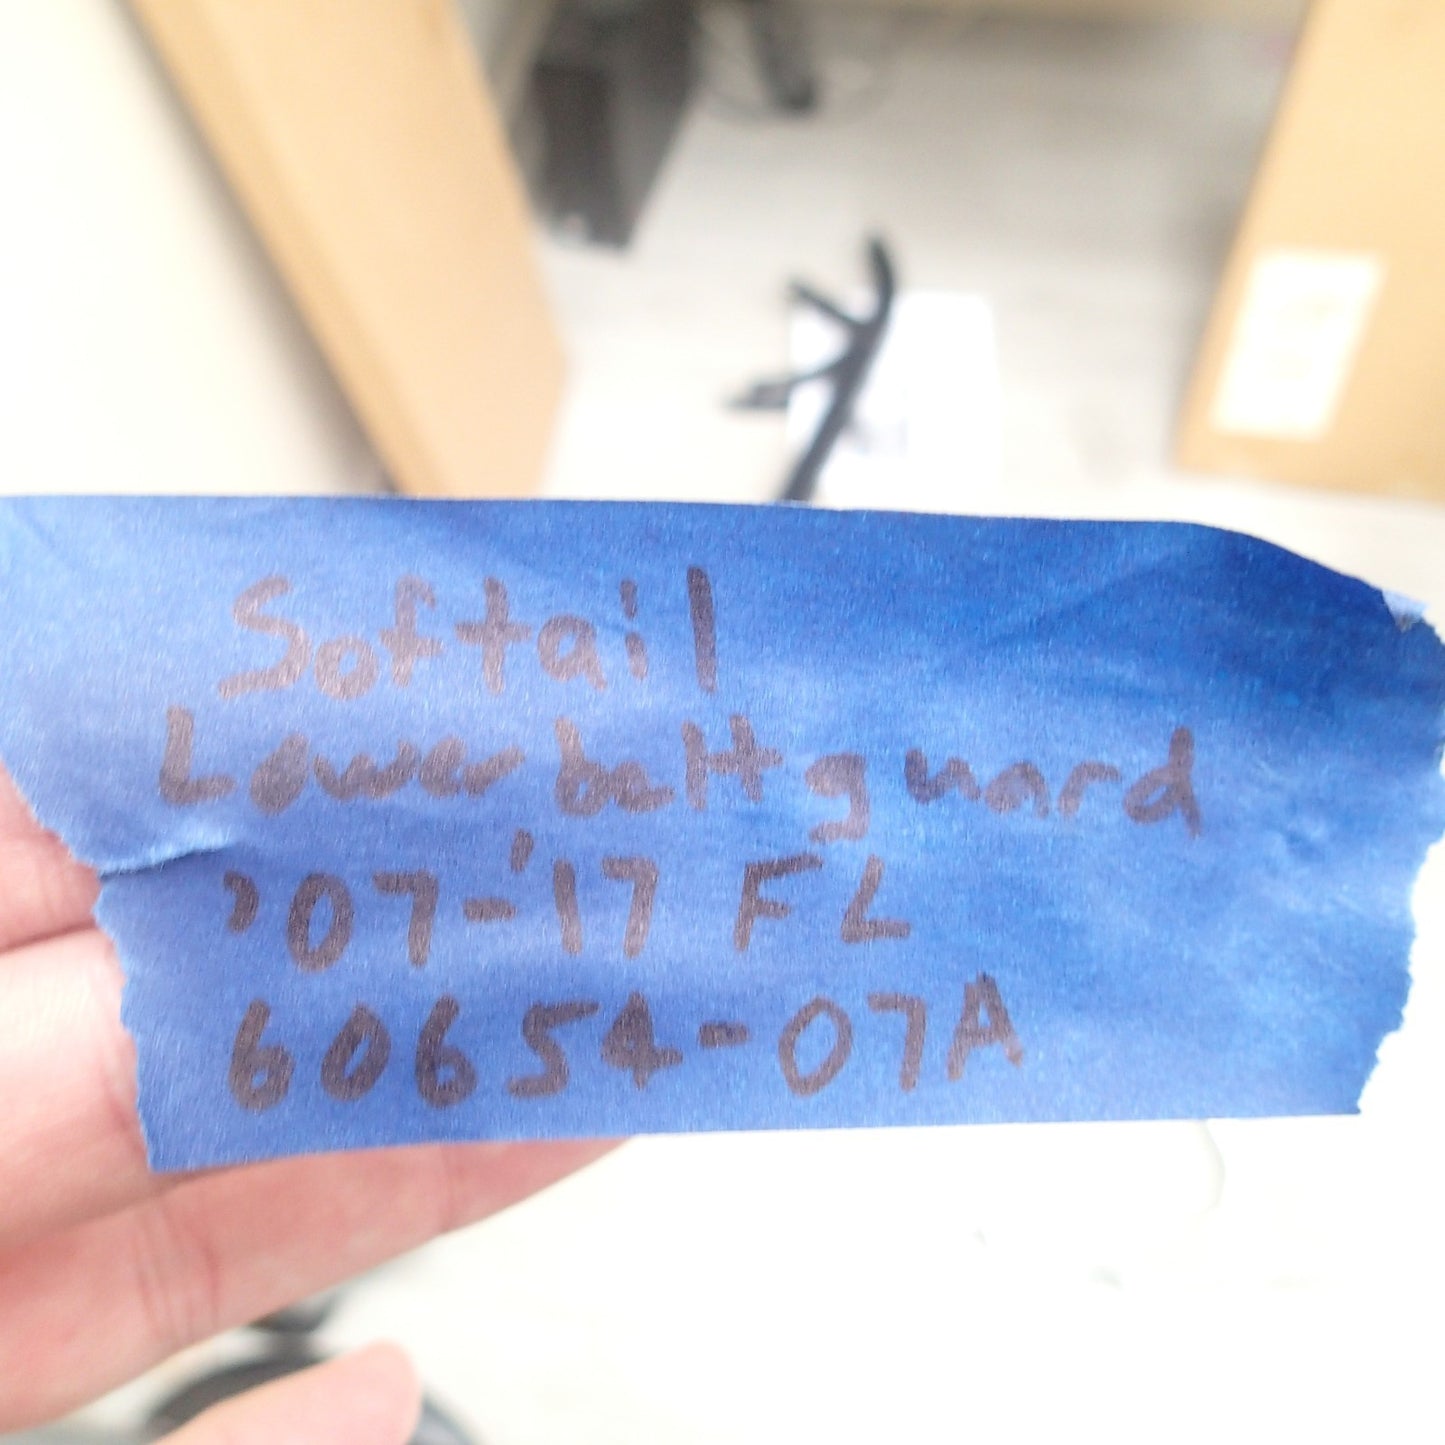 Softail
Lower belt guard
'07-'17 FL
60654-07A